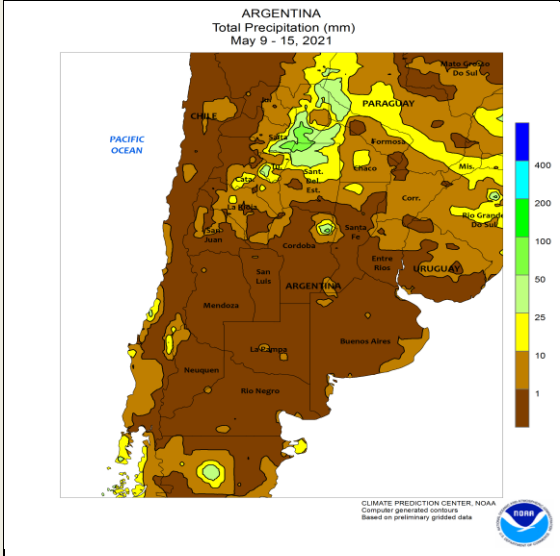 ARGENTINA
Total Precipitation (mm)
May 9 - 15, 2021
Mato Grosso
Do Sul
PARAGUAY
Jui
CHILE
PACIFIC
OCEAN
Salta
Formosa
Tu
Sant.
Del
Est.
Chaco
Mis.
Cata.
Corr.
La Rioja
Rio Grande
Do Sul
San
Juan
Santa
Fe
Cordoba
Entre
Rios
URUGUAY
San
Luis
ARGENTINA
Mendoza
Buenos Aires
La Pampa
Neuquen
Rio Negro
400
200
100
50
25
10
1
CLIMATE PREDICTION CENTER, NOAA
Computer generated contours
Based on preliminary gridded data
NOAA